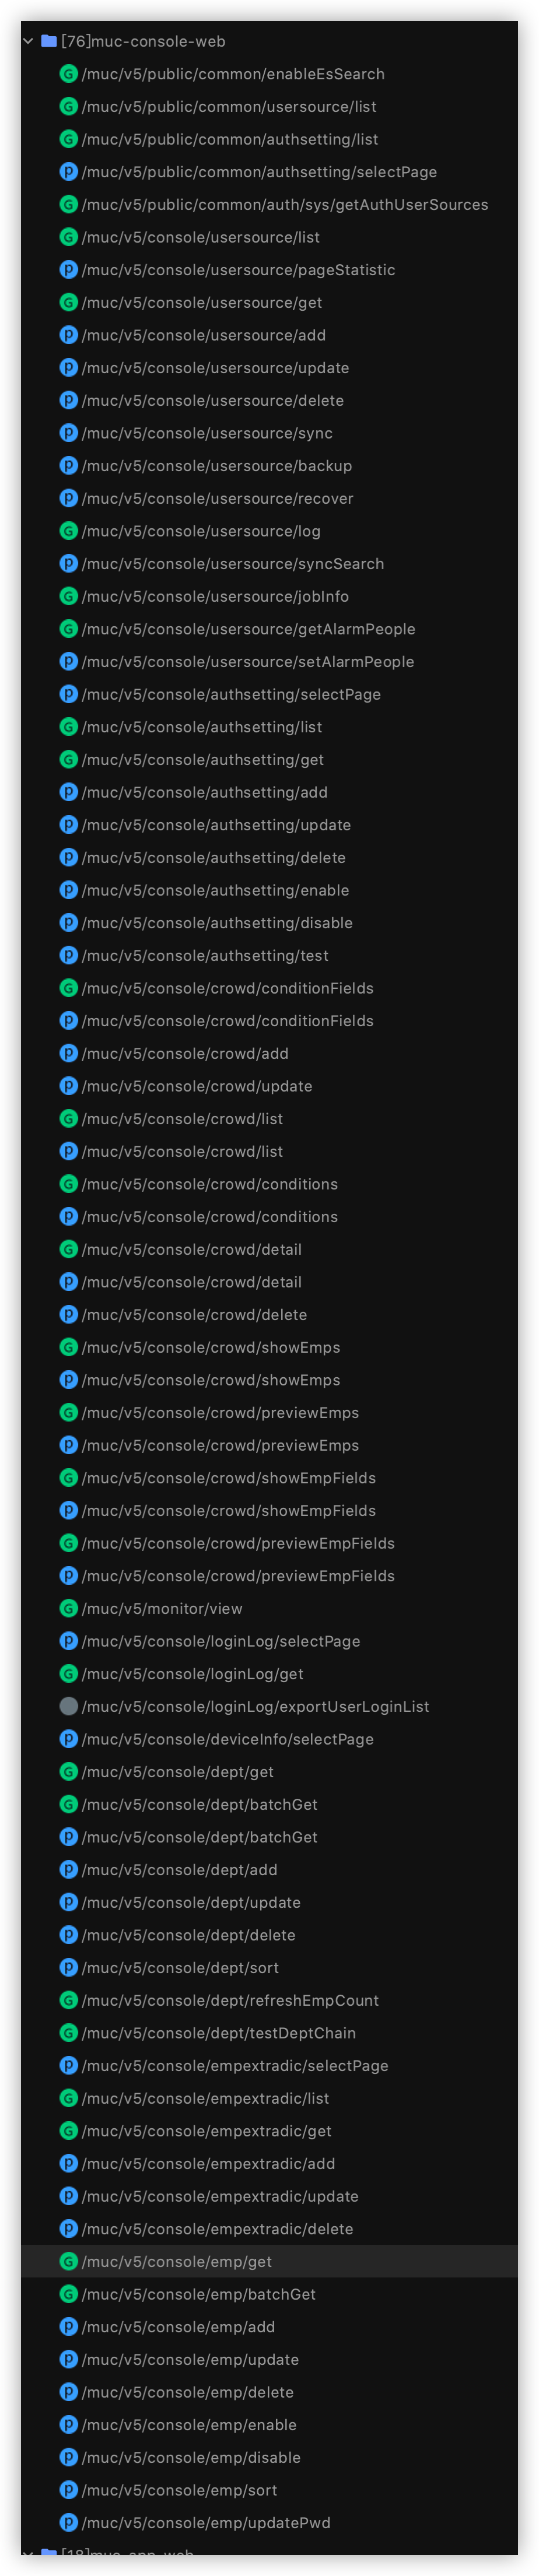 [76]muc-console-web
G /muc/v5/public/common/enableEsSearch
G /muc/v5/public/common/usersource/list
G /muc/v5/public/common/authsetting/list
P /muc/v5/public/common/authsetting/selectPage
G /muc/v5/public/common/auth/sys/getAuthUserSources
G /muc/v5/console/usersource/list
P /muc/v5/console/usersource/pageStatistic
G /muc/v5/console/usersource/get
P /muc/v5/console/usersource/add
P /muc/v5/console/usersource/update
P /muc/v5/console/usersource/delete
P /muc/v5/console/usersource/sync
P /muc/v5/console/usersource/backup
P /muc/v5/console/usersource/recover
G /muc/v5/console/usersource/log
P /muc/v5/console/usersource/syncSearch
G /muc/v5/console/usersource/jobInfo
G /muc/v5/console/usersource/getAlarmPeople
P /muc/v5/console/usersource/setAlarmPeople
P /muc/v5/console/authsetting/selectPage
G /muc/v5/console/authsetting/list
G /muc/v5/console/authsetting/get
P /muc/v5/console/authsetting/add
P /muc/v5/console/authsetting/update
P /muc/v5/console/authsetting/delete
P /muc/v5/console/authsetting/enable
P /muc/v5/console/authsetting/disable
P /muc/v5/console/authsetting/test
G /muc/v5/console/crowd/conditionFields
P /muc/v5/console/crowd/conditionFields
P /muc/v5/console/crowd/add
P /muc/v5/console/crowd/update
G /muc/v5/console/crowd/list
P /muc/v5/console/crowd/list
G /muc/v5/console/crowd/conditions
P /muc/v5/console/crowd/conditions
G /muc/v5/console/crowd/detail
P /muc/v5/console/crowd/detail
P /muc/v5/console/crowd/delete
G /muc/v5/console/crowd/showEmps
P /muc/v5/console/crowd/showEmps
G /muc/v5/console/crowd/previewEmps
P /muc/v5/console/crowd/previewEmps
G /muc/v5/console/crowd/showEmpFields
P /muc/v5/console/crowd/showEmpFields
G /muc/v5/console/crowd/previewEmpFields
P /muc/v5/console/crowd/previewEmpFields
G /muc/v5/monitor/view
P /muc/v5/console/loginLog/selectPage
G /muc/v5/console/loginLog/get
/muc/v5/console/loginLog/exportUserLoginList
P /muc/v5/console/deviceInfo/selectPage
G /muc/v5/console/dept/get
G /muc/v5/console/dept/batchGet
P /muc/v5/console/dept/batchGet
P /muc/v5/console/dept/add
P /muc/v5/console/dept/update
P /muc/v5/console/dept/delete
P /muc/v5/console/dept/sort
G /muc/v5/console/dept/refreshEmpCount
G /muc/v5/console/dept/testDeptChain
P /muc/v5/console/empextradic/selectPage
G /muc/v5/console/empextradic/list
G /muc/v5/console/empextradic/get
P /muc/v5/console/empextradic/add
P /muc/v5/console/empextradic/update
P /muc/v5/console/empextradic/delete
G /muc/v5/console/emp/get
G /muc/v5/console/emp/batchGet
P /muc/v5/console/emp/add
P /muc/v5/console/emp/update
P /muc/v5/console/emp/delete
P /muc/v5/console/emp/enable
P /muc/v5/console/emp/disable
P /muc/v5/console/emp/sort
P /muc/v5/console/emp/updatePwd
[18]muc-app-web